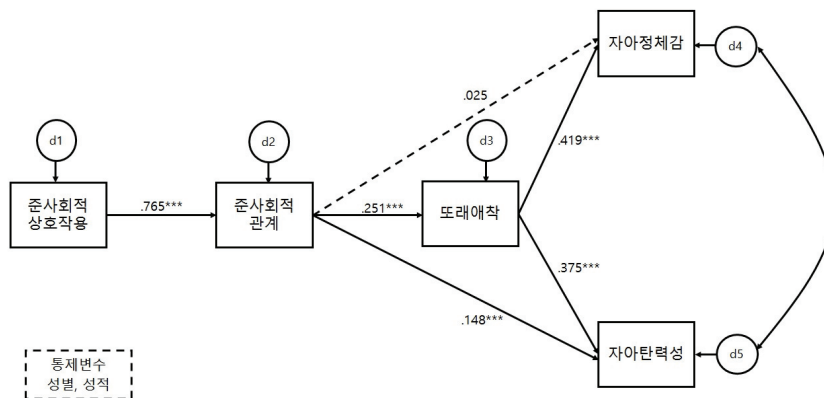 자아정체감
d4
.025
d1
d2
d3
.419***
준사회적
상호작용
.765***
준사회적
관계
.251***
또래애착
.375***
.148***
자아탄력성
d5
통제변수
성별, 성적